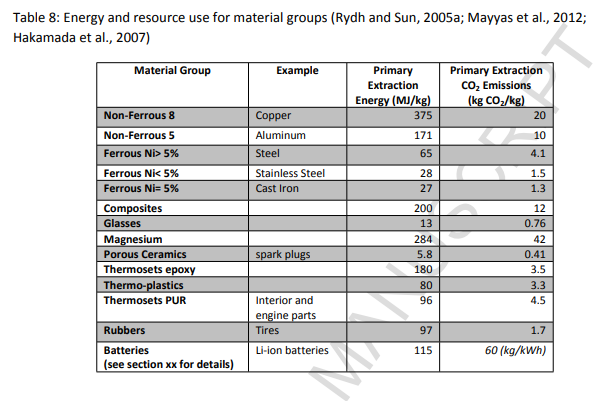 Table 8: Energy and resource use for material groups (Rydh and Sun, 2005a; Mayyas et al., 2012;
Hakamada et al., 2007)
Material Group Example Primary Extraction Energy (MJ/kg) Primary Extraction CO₂ Emissions (kg CO₂/kg)
Non-Ferrous 8 Copper 375 20
Non-Ferrous 5 Aluminum 171 10
Ferrous Ni> 5% Steel 65 4.1
Ferrous Ni< 5% Stainless Steel 28 1.5
Ferrous Ni= 5% Cast Iron 27 1.3
Composites 200 12
Glasses 13 0.76
Magnesium 284 42
Porous Ceramics spark plugs 5.8 0.41
Thermosets epoxy 180 3.5
Thermo-plastics 80 3.3
Thermosets PUR Interior and engine parts 96 4.5
Rubbers Tires 97 1.7
Batteries (see section xx for details) Li-ion batteries 115 60 (kg/kWh)
MANUSCRIPT